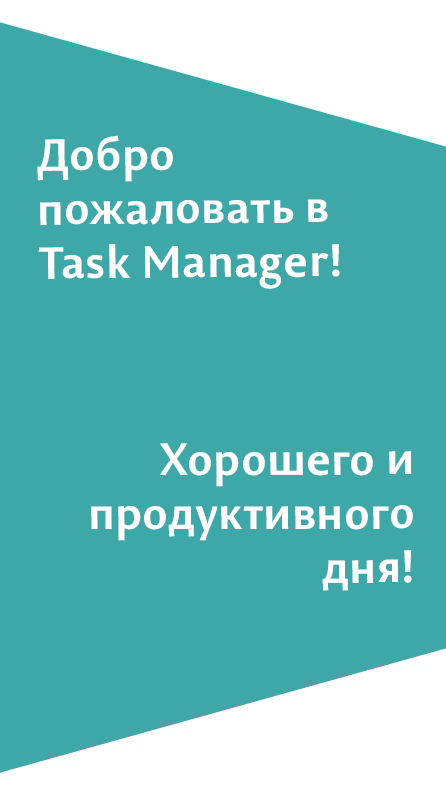 Добро
пожаловать в
Task Manager!
Хорошего и
продуктивного
дня!